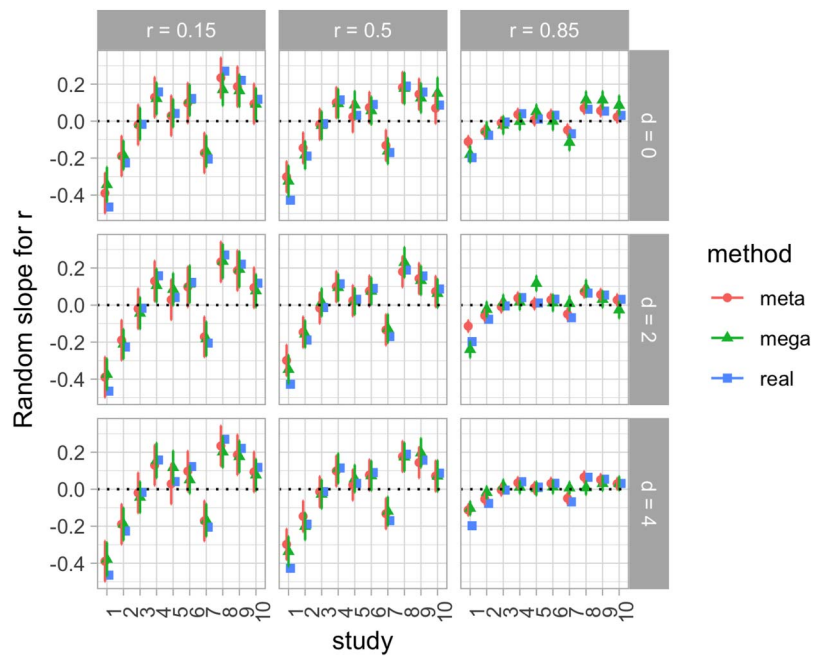 r = 0.15 r = 0.5 r = 0.85
Random slope for r
0.2
0.0
-0.2
-0.4
d = 0
0.2
0.0
-0.2
-0.4
d = 2
0.2
0.0
-0.2
-0.4
d = 4
1 2 3 4 5 6 7 8 9 10 1 2 3 4 5 6 7 8 9 10 1 2 3 4 5 6 7 8 9 10
study
method
meta
mega
real